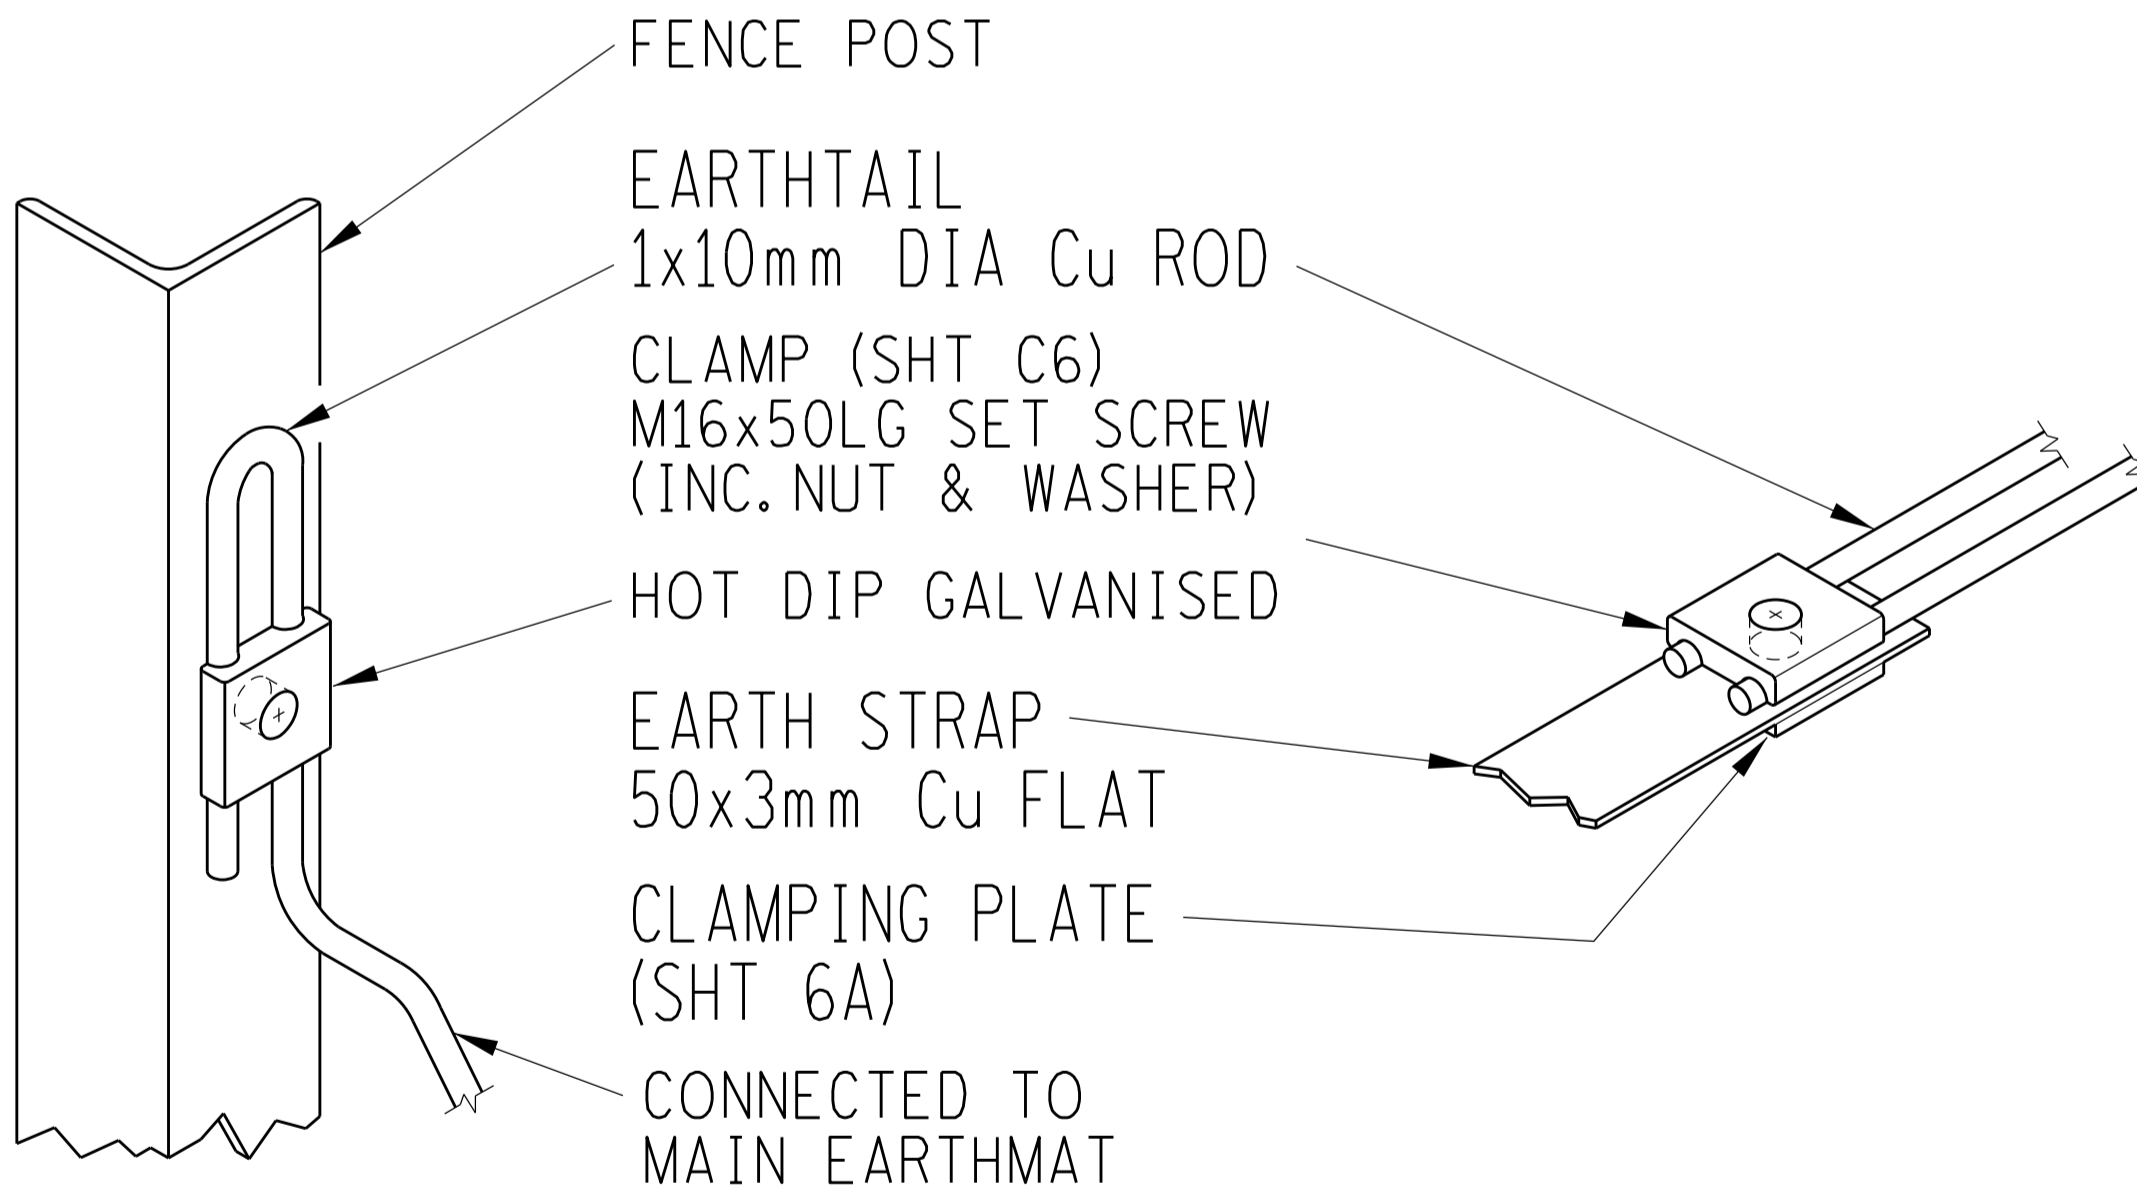 FENCE POST
EARTHTAIL
1x10mm DIA Cu ROD
CLAMP (SHT C6)
M16x50LG SET SCREW
(INC. NUT & WASHER)
HOT DIP GALVANISED
EARTH STRAP
50x3mm Cu FLAT
CLAMPING PLATE
(SHT 6A)
CONNECTED TO
MAIN EARTHMAT